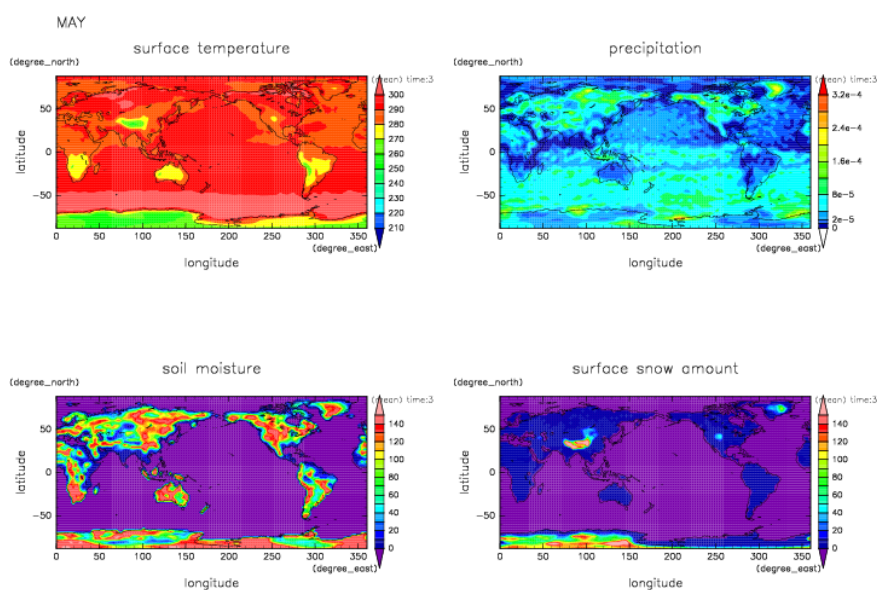 MAY
surface temperature
(degree_north)
(mean) time:3
latitude
50
0
−50
300
290
280
270
260
250
240
230
220
210
0 50 100 150 200 250 300 350
(degree_east)
longitude
precipitation
(degree_north)
(mean) time:3
latitude
50
0
−50
3.2e−4
2.4e−4
1.6e−4
8e−5
2e−5
0
0 50 100 150 200 250 300 350
(degree_east)
longitude
soil moisture
(degree_north)
(mean) time:3
latitude
50
0
−50
140
120
100
80
60
40
20
0
0 50 100 150 200 250 300 350
(degree_east)
longitude
surface snow amount
(degree_north)
(mean) time:3
latitude
50
0
−50
140
120
100
80
60
40
20
0
0 50 100 150 200 250 300 350
(degree_east)
longitude